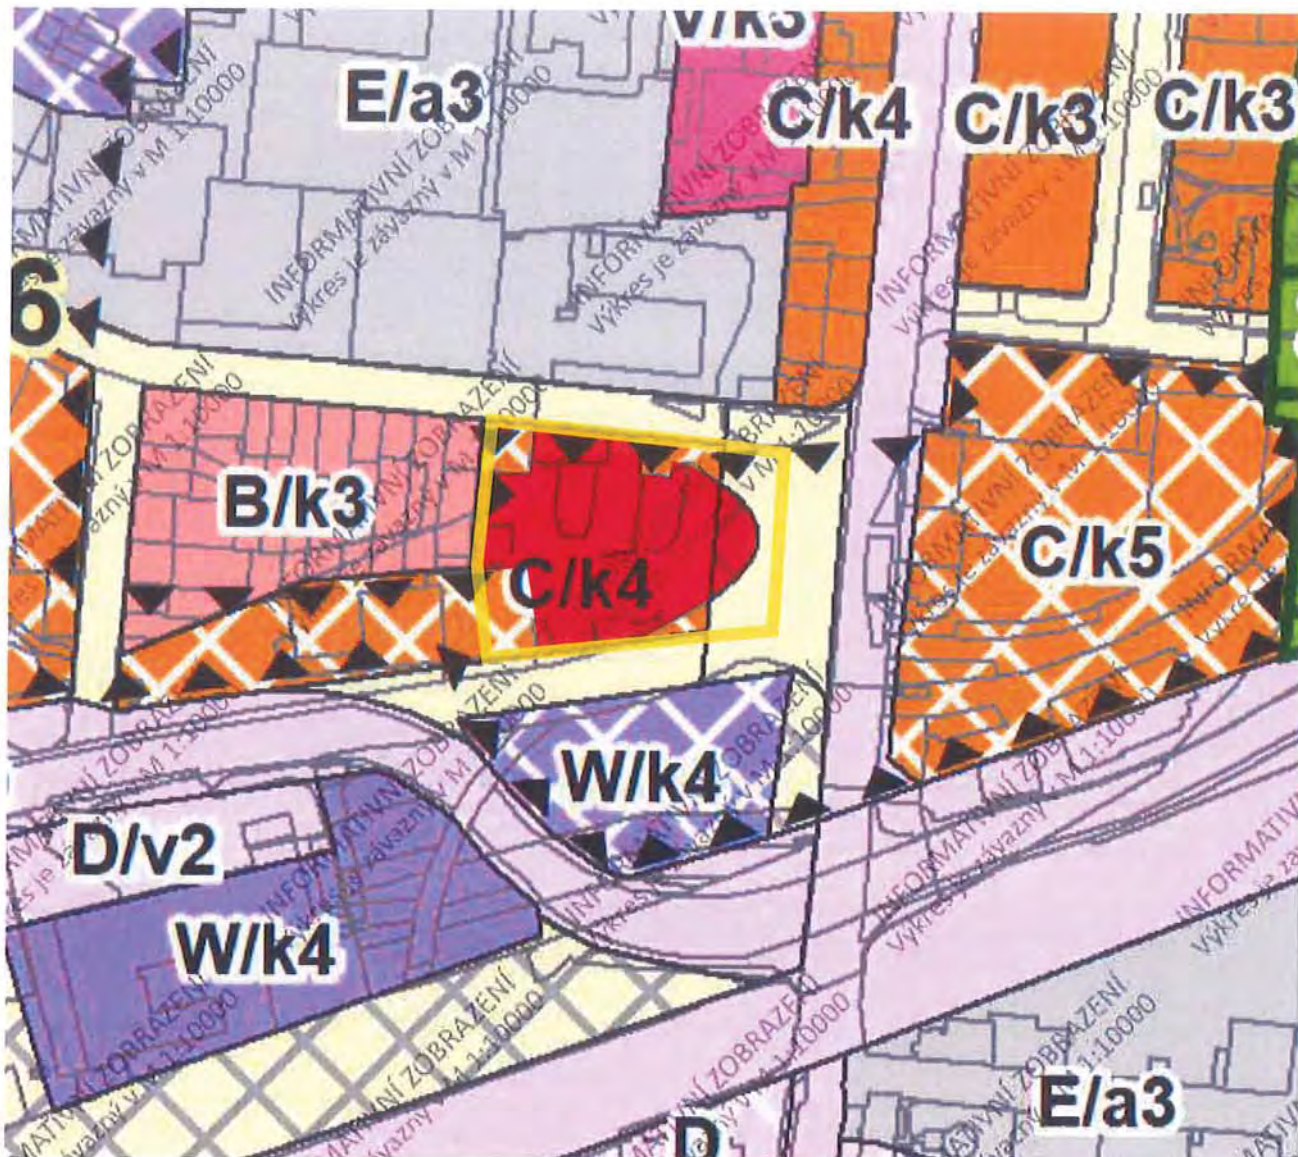 V/k3
E/a3
C/k4
C/k3
C/k3
INFORMATIVNÍ ZOBRAZENÍ
Výkres je závazný v M 1:10000
6
B/k3
C/k4
C/k5
W/k4
D/v2
W/k4
E/a3
D